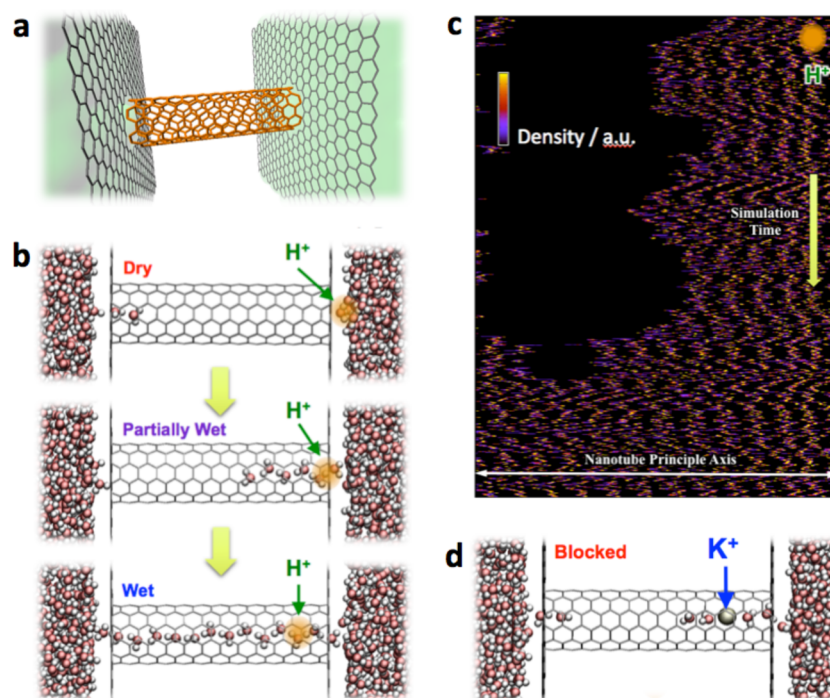 a
b
Dry
H+
Partially Wet
H+
Wet
H+
c
H+
Density / a.u.
Simulation
Time
Nanotube Principle Axis
d
Blocked
K+